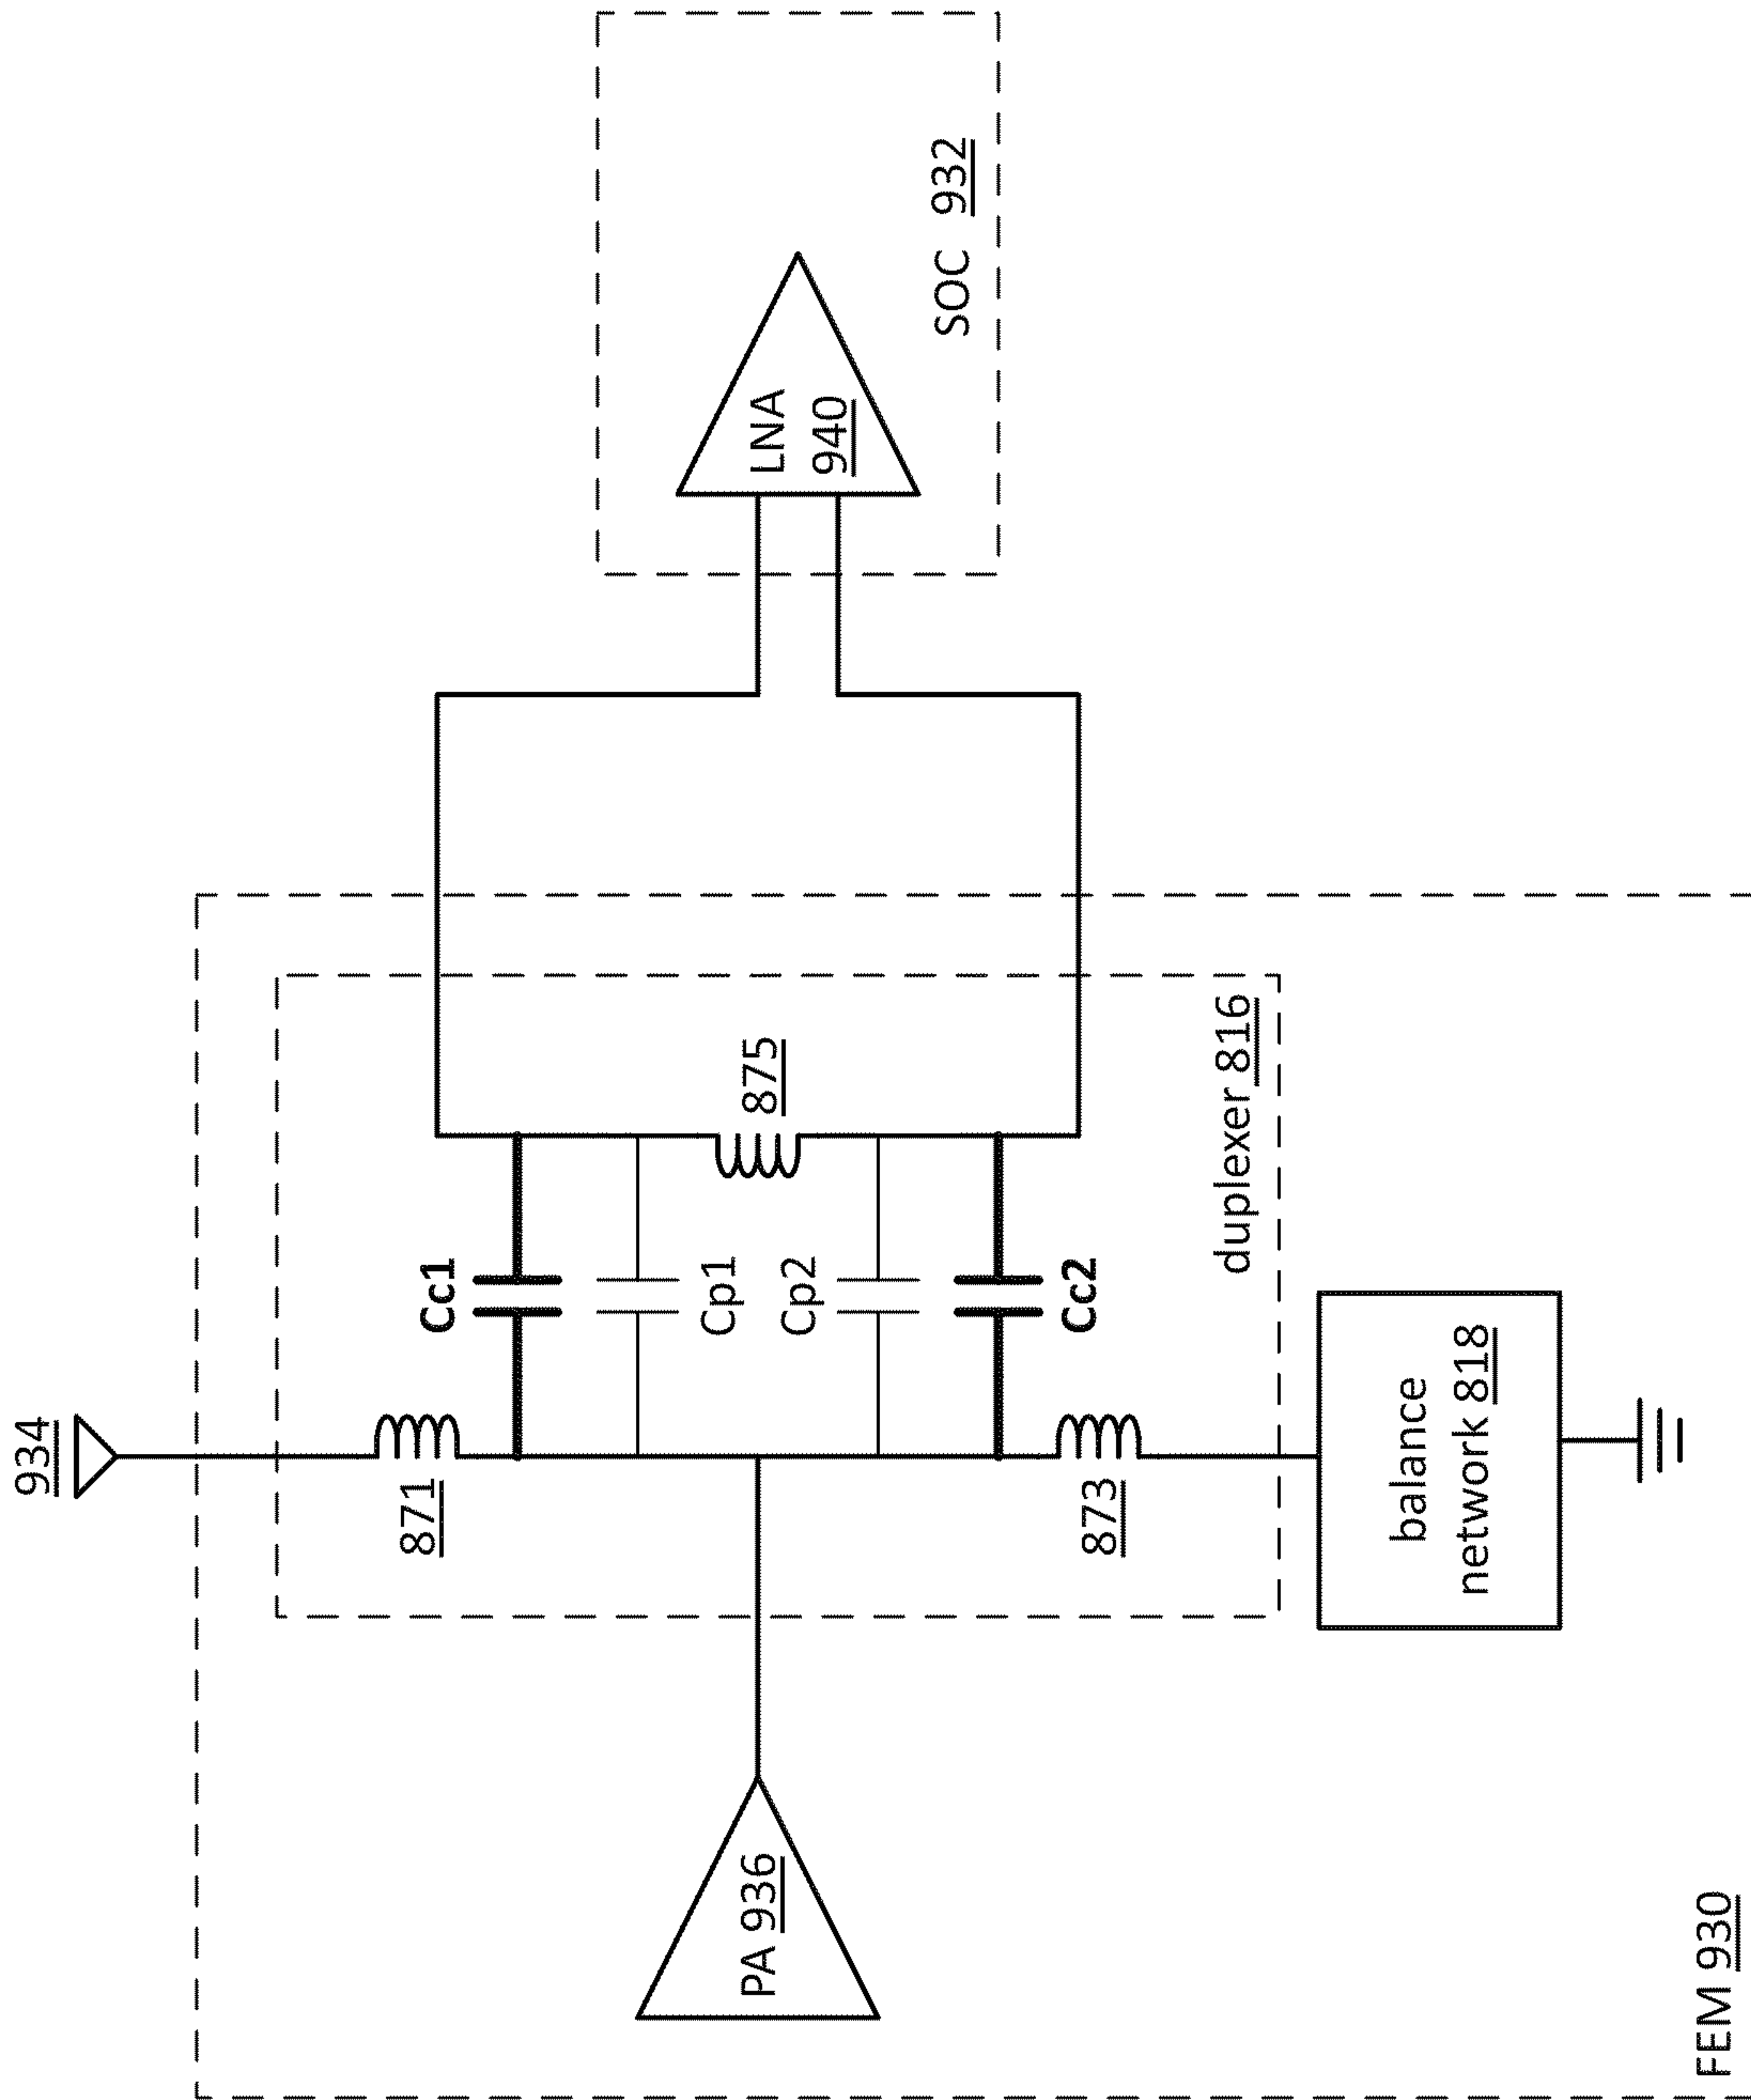 934
871
Cc1
Cp1
875
Cp2
Cc2
873
duplexer 816
balance
network 818
PA 936
LNA
940
SOC 932
FEM 930